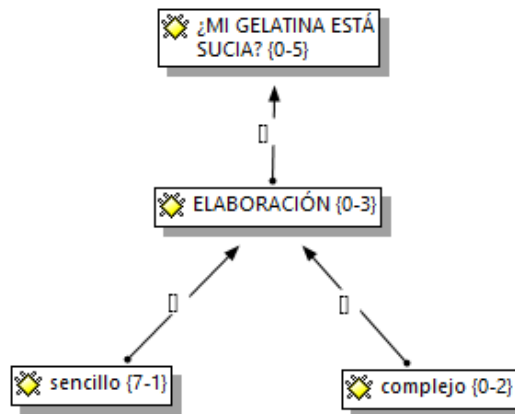 ¿MI GELATINA ESTÁ
SUCIA? {0-5}
[]
ELABORACIÓN {0-3}
[]
[]
sencillo {7-1}
complejo {0-2}